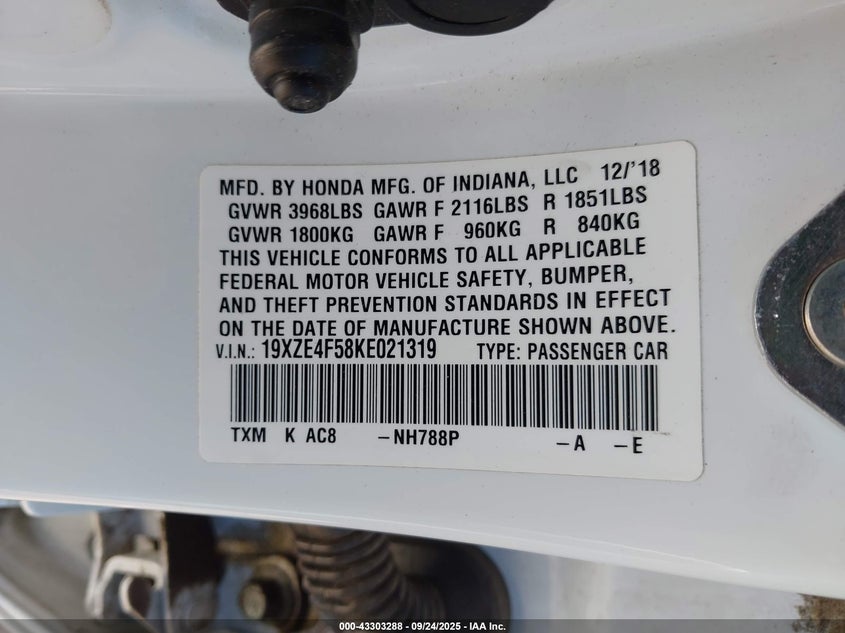 MFD. BY HONDA MFG. OF INDIANA, LLC 12/'18
GVWR 3968LBS GAWR F 2116LBS R 1851LBS
GVWR 1800KG GAWR F 960KG R 840KG
THIS VEHICLE CONFORMS TO ALL APPLICABLE
FEDERAL MOTOR VEHICLE SAFETY, BUMPER,
AND THEFT PREVENTION STANDARDS IN EFFECT
ON THE DATE OF MANUFACTURE SHOWN ABOVE.
V.I.N.: 19XZE4F58KE021319 TYPE: PASSENGER CAR
TXM K AC8 -NH788P -A -E
000-43303288 - 09/24/2025 - IAA Inc.